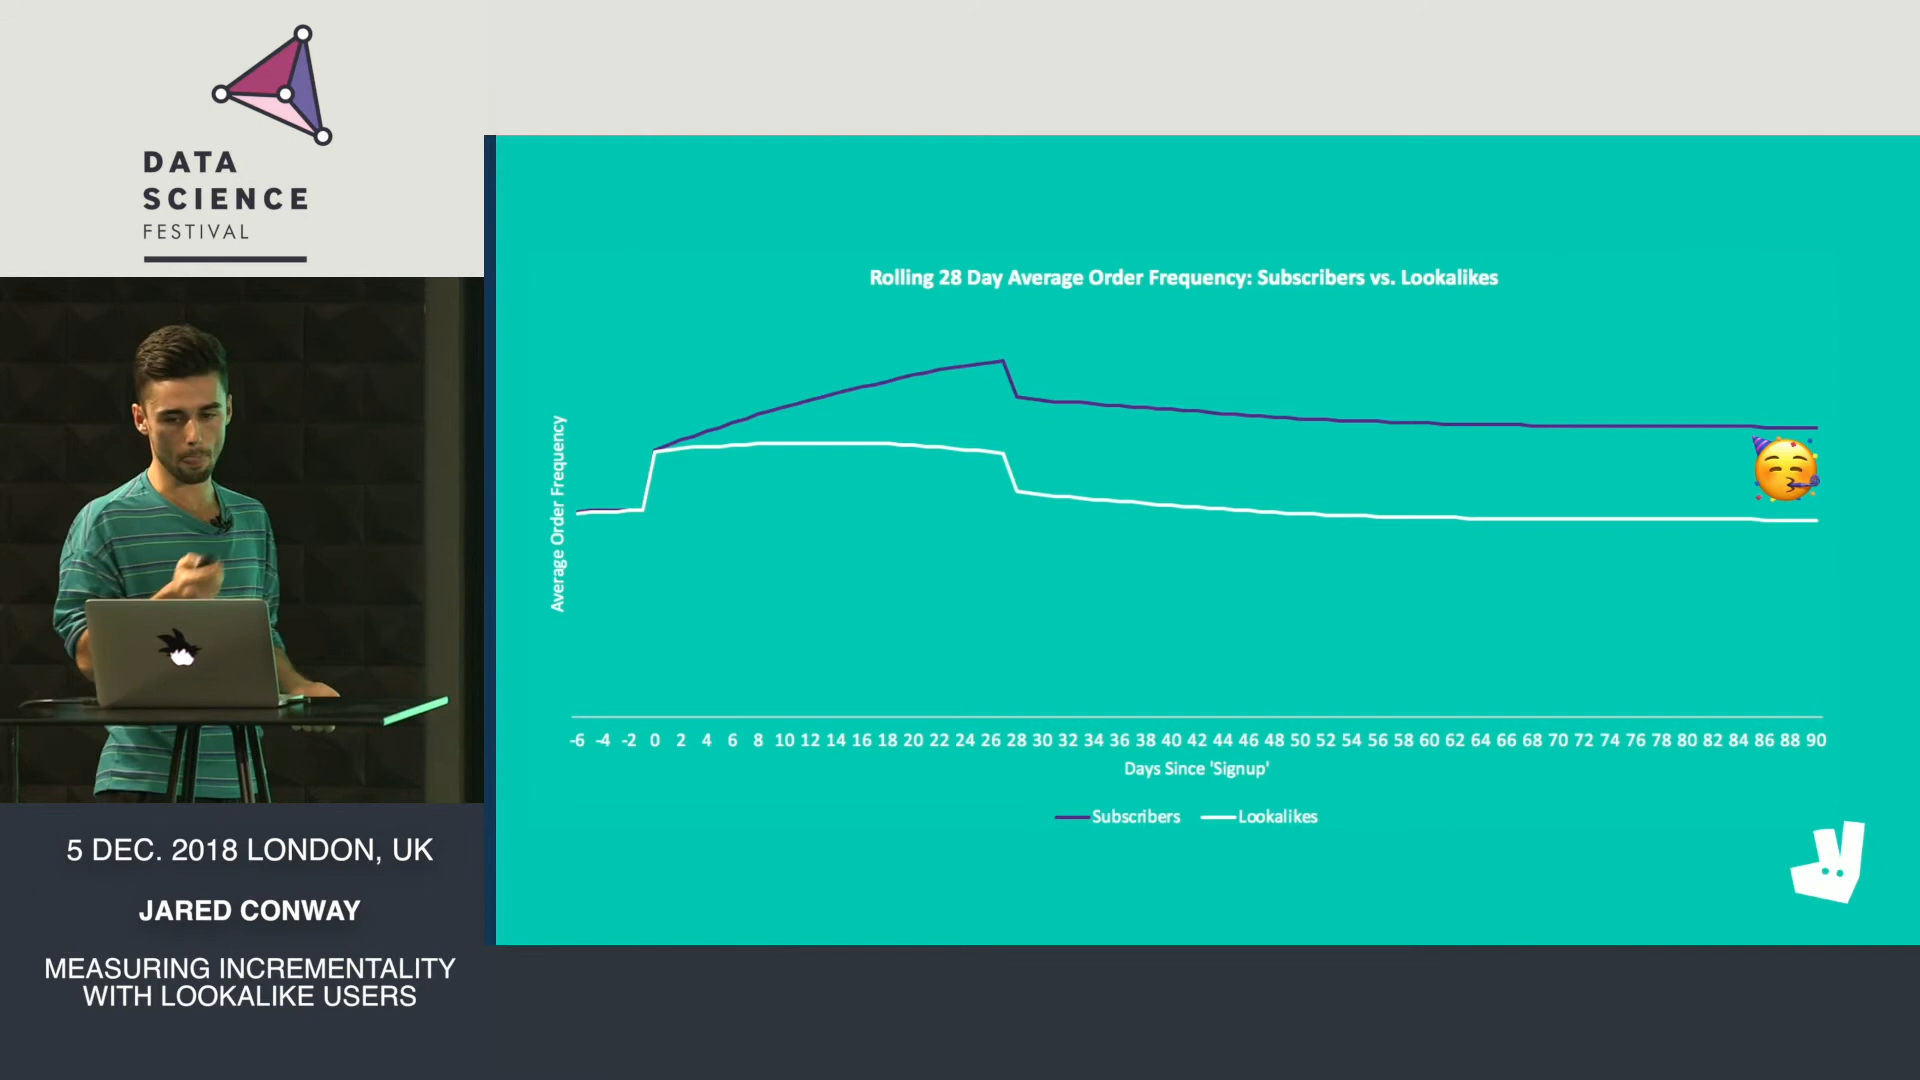 DATA
SCIENCE
FESTIVAL
Rolling 28 Day Average Order Frequency: Subscribers vs. Lookalikes
Average Order Frequency
-6 -4 -2 0 2 4 6 8 10 12 14 16 18 20 22 24 26 28 30 32 34 36 38 40 42 44 46 48 50 52 54 56 58 60 62 64 66 68 70 72 74 76 78 80 82 84 86 88 90
Days Since 'Signup'
Subscribers Lookalikes
5 DEC. 2018 LONDON, UK
JARED CONWAY
MEASURING INCREMENTALITY
WITH LOOKALIKE USERS